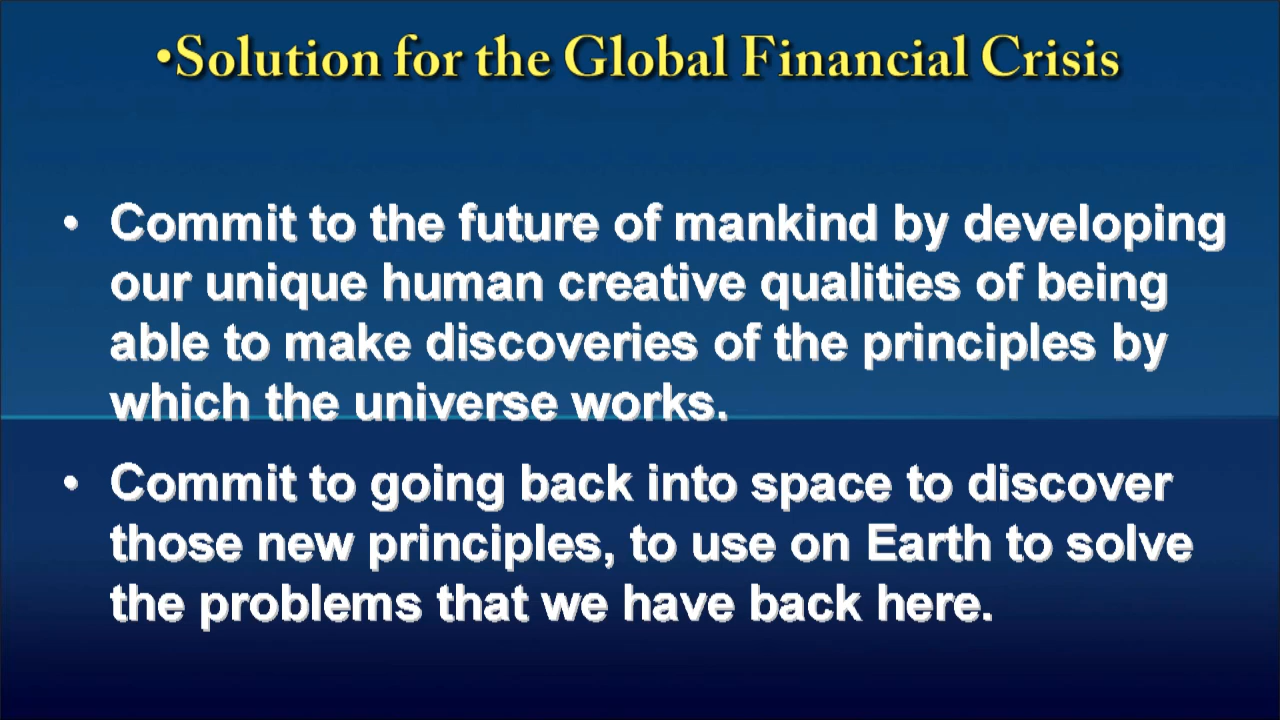 •Solution for the Global Financial Crisis
• Commit to the future of mankind by developing
our unique human creative qualities of being
able to make discoveries of the principles by
which the universe works.
• Commit to going back into space to discover
those new principles, to use on Earth to solve
the problems that we have back here.